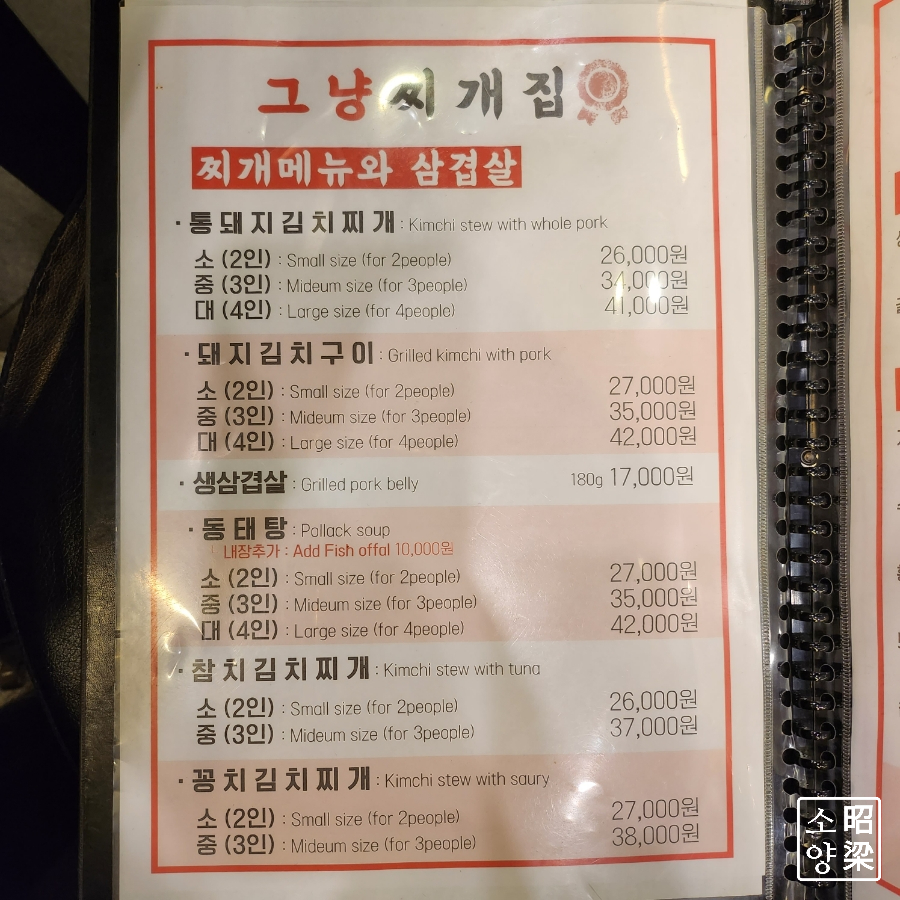 그냥찌개집
찌개메뉴와 삼겹살
· 통돼지김치찌개 : Kimchi stew with whole pork
소 (2인) : Small size (for 2people) 26,000원
중 (3인) : Mideum size (for 3people) 34,000원
대 (4인) : Large size (for 4people) 41,000원
· 돼지김치구이 : Grilled kimchi with pork
소 (2인) : Small size (for 2people) 27,000원
중 (3인) : Mideum size (for 3people) 35,000원
대 (4인) : Large size (for 4people) 42,000원
· 생삼겹살 : Grilled pork belly 180g 17,000원
· 동태탕 : Pollack soup
내장추가 : Add Fish offal 10,000원
소 (2인) : Small size (for 2people) 27,000원
중 (3인) : Mideum size (for 3people) 35,000원
대 (4인) : Large size (for 4people) 42,000원
· 참치김치찌개 : Kimchi stew with tuna
소 (2인) : Small size (for 2people) 26,000원
중 (3인) : Mideum size (for 3people) 37,000원
· 꽁치김치찌개 : Kimchi stew with saury
소 (2인) : Small size (for 2people) 27,000원
중 (3인) : Mideum size (for 3people) 38,000원
소양 昭梁